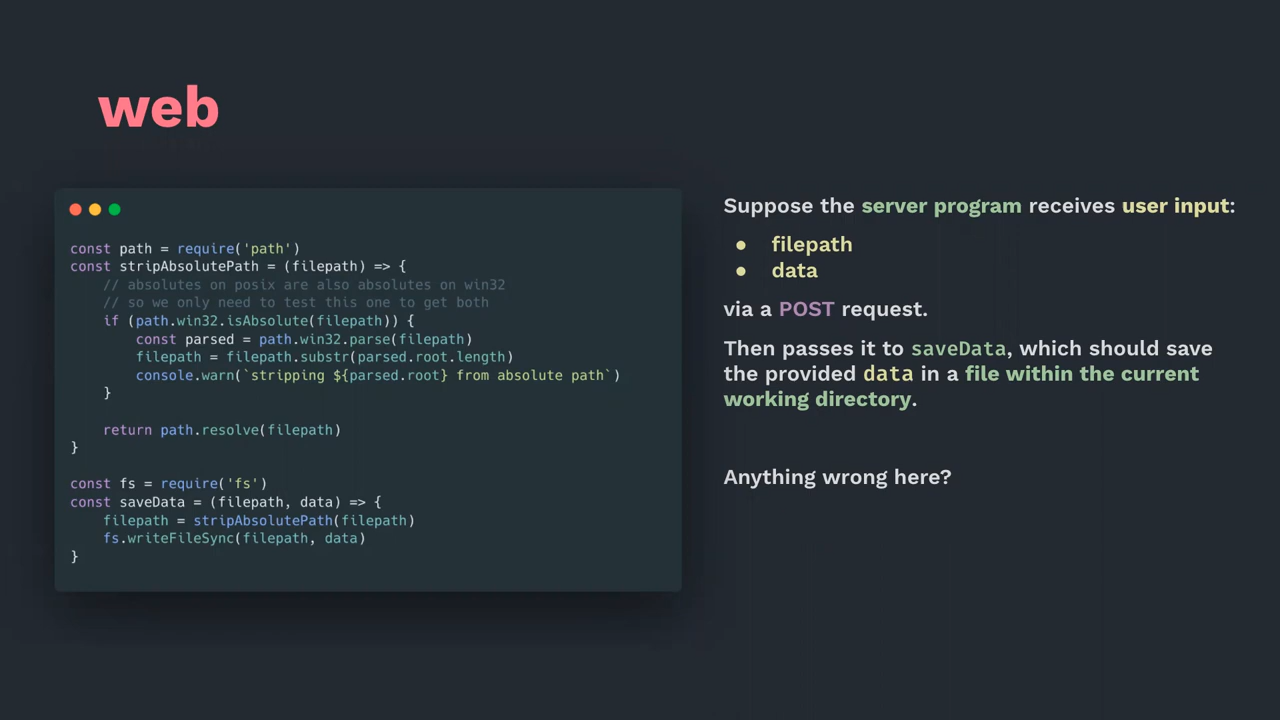 web
const path = require('path')
const stripAbsolutePath = (filepath) => {
// absolutes on posix are also absolutes on win32
// so we only need to test this one to get both
if (path.win32.isAbsolute(filepath)) {
const parsed = path.win32.parse(filepath)
filepath = filepath.substr(parsed.root.length)
console.warn(`stripping ${parsed.root} from absolute path`)
}
return path.resolve(filepath)
}
const fs = require('fs')
const saveData = (filepath, data) => {
filepath = stripAbsolutePath(filepath)
fs.writeFileSync(filepath, data)
}
Suppose the server program receives user input:
● filepath
● data
via a POST request.
Then passes it to saveData, which should save
the provided data in a file within the current
working directory.
Anything wrong here?